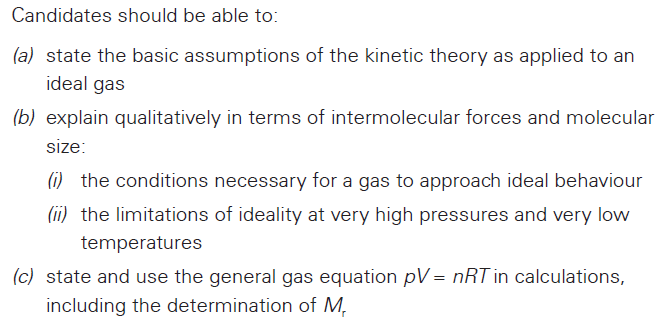 Candidates should be able to:
(a) state the basic assumptions of the kinetic theory as applied to an
ideal gas
(b) explain qualitatively in terms of intermolecular forces and molecular
size:
(i) the conditions necessary for a gas to approach ideal behaviour
(ii) the limitations of ideality at very high pressures and very low
temperatures
(c) state and use the general gas equation pV = nRT in calculations,
including the determination of Mᵣ